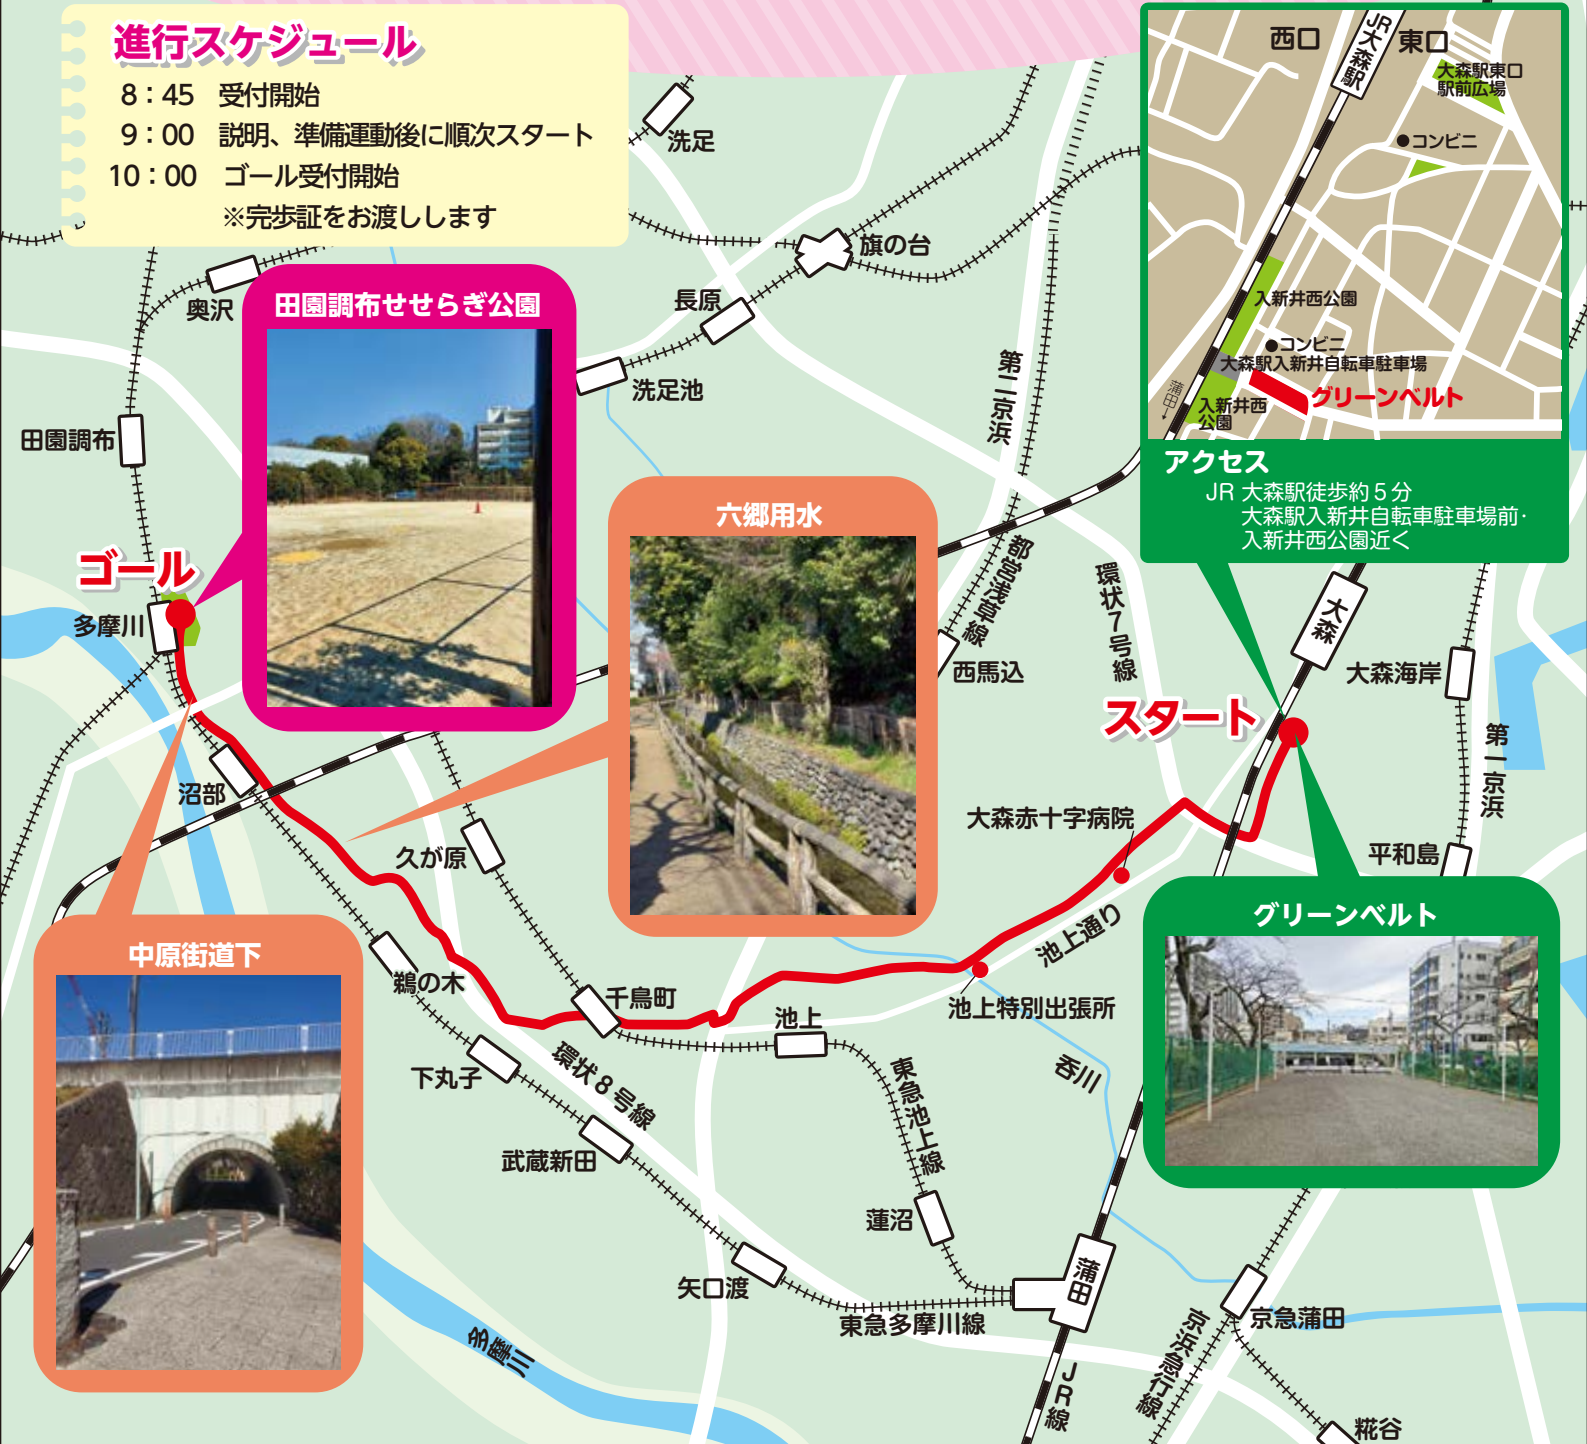 進行スケジュール
8：45　受付開始
9：00　説明、準備運動後に順次スタート
10：00　ゴール受付開始
※完歩証をお渡しします
西口
JR大森駅
東口
大森駅東口
駅前広場
コンビニ
入新井西公園
コンビニ
大森駅入新井自転車駐車場
グリーンベルト
入新井西
公園
蒲田→
アクセス
JR 大森駅徒歩約５分
大森駅入新井自転車駐車場前・
入新井西公園近く
洗足
旗の台
奥沢
長原
洗足池
第二京浜
田園調布
田園調布せせらぎ公園
六郷用水
ゴール
多摩川
都営浅草線
西馬込
環状7号線
大森
大森海岸
スタート
第一京浜
沼部
久が原
大森赤十字病院
平和島
池上通り
グリーンベルト
中原街道下
鵜の木
千鳥町
池上
池上特別出張所
呑川
下丸子
環状８号線
東急池上線
武蔵新田
蓮沼
矢口渡
蒲田
東急多摩川線
京急蒲田
多摩川
JR線
京浜急行線
糀谷